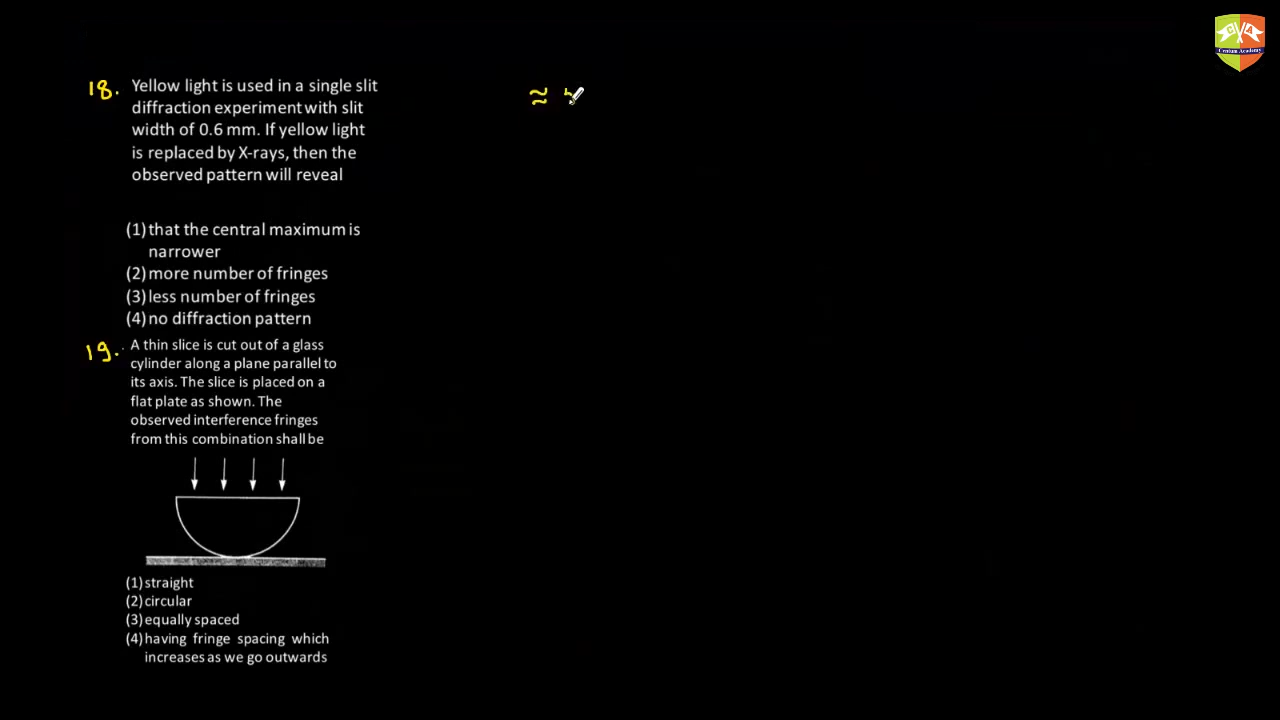 Centum Academy
18. Yellow light is used in a single slit
diffraction experiment with slit
width of 0.6 mm. If yellow light
is replaced by X-rays, then the
observed pattern will reveal
≈
(1) that the central maximum is
narrower
(2) more number of fringes
(3) less number of fringes
(4) no diffraction pattern
19. A thin slice is cut out of a glass
cylinder along a plane parallel to
its axis. The slice is placed on a
flat plate as shown. The
observed interference fringes
from this combination shall be
(1) straight
(2) circular
(3) equally spaced
(4) having fringe spacing which
increases as we go outwards